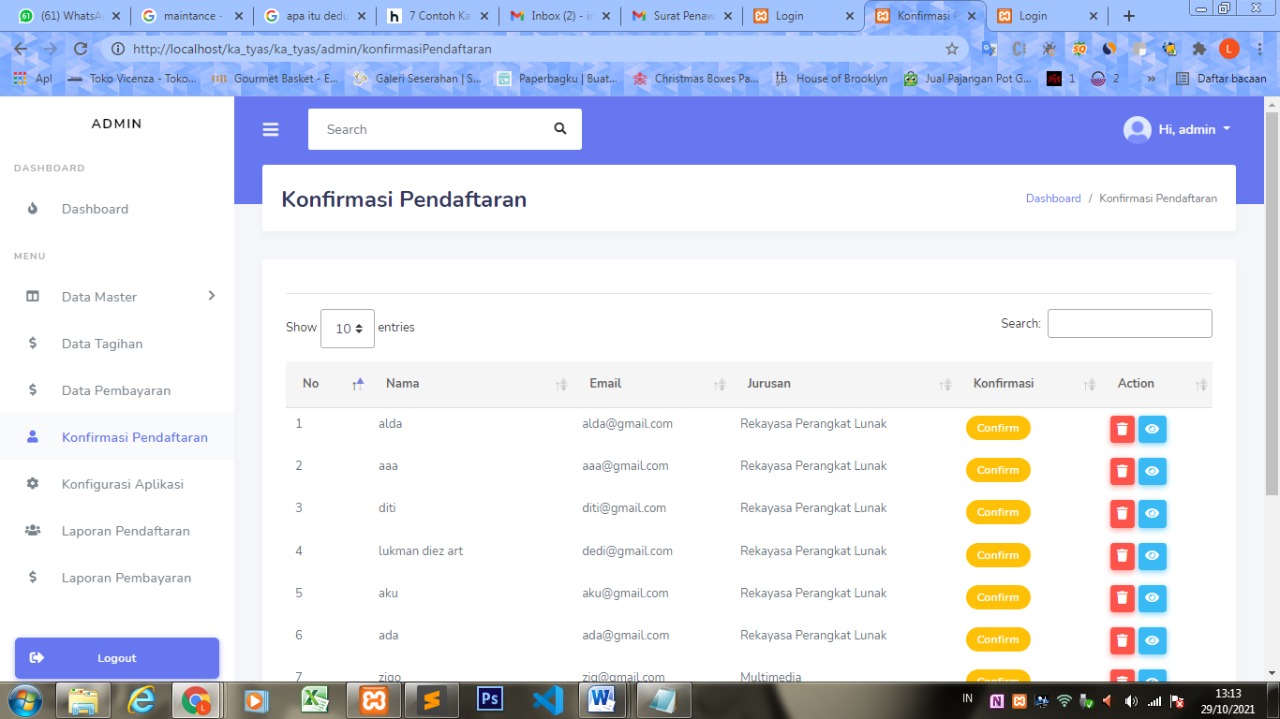 (61) WhatsA
maintance -
apa itu dedu
7 Contoh Ka
Inbox (2) - ir
Surat Penaw
Login
Konfirmasi
Login
http://localhost/ka_tyas/ka_tyas/admin/konfirmasiPendaftaran
L
Apl
Toko Vicenza - Toko...
Gourmet Basket - E...
Galeri Seserahan | S...
Paperbagku | Buat...
Christmas Boxes Pa...
House of Brooklyn
Jual Pajangan Pot G...
1
2
»
Daftar bacaan
ADMIN
Search
Hi, admin
DASHBOARD
Dashboard
MENU
Data Master
Data Tagihan
Data Pembayaran
Konfirmasi Pendaftaran
Konfigurasi Aplikasi
Laporan Pendaftaran
Laporan Pembayaran
Logout
Konfirmasi Pendaftaran
Dashboard / Konfirmasi Pendaftaran
Show 10 entries
Search:
No Nama Email Jurusan Konfirmasi Action
1 alda alda@gmail.com Rekayasa Perangkat Lunak Confirm
2 aaa aaa@gmail.com Rekayasa Perangkat Lunak Confirm
3 diti diti@gmail.com Rekayasa Perangkat Lunak Confirm
4 lukman diez art dedi@gmail.com Rekayasa Perangkat Lunak Confirm
5 aku aku@gmail.com Rekayasa Perangkat Lunak Confirm
6 ada ada@gmail.com Rekayasa Perangkat Lunak Confirm
7 zigo zig@gmail.com Multimedia Confirm
Ps
IN
13:13
29/10/2021